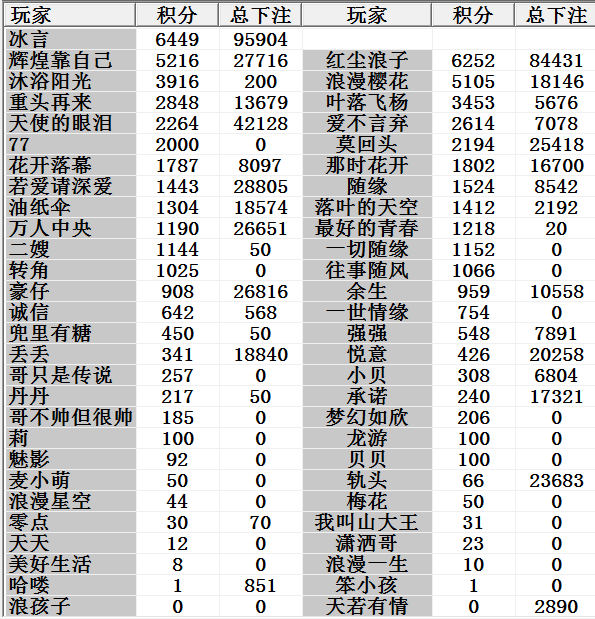 玩家 积分 总下注 玩家 积分 总下注
冰言 6449 95904
辉煌靠自己 5216 27716 红尘浪子 6252 84431
沐浴阳光 3916 200 浪漫樱花 5105 18146
重头再来 2848 13679 叶落飞杨 3453 5676
天使的眼泪 2264 42128 爱不言弃 2614 7078
77 2000 0 莫回头 2194 25418
花开落幕 1787 8097 那时花开 1802 16700
若爱请深爱 1443 28805 随缘 1524 8542
油纸伞 1304 18574 落叶的天空 1412 2192
万人中央 1190 26651 最好的青春 1218 20
二嫂 1144 50 一切随缘 1152 0
转角 1025 0 往事随风 1066 0
豪仔 908 26816 余生 959 10558
诚信 642 568 一世情缘 754 0
兜里有糖 450 50 强强 548 7891
丢丢 341 18840 悦意 426 20258
哥只是传说 257 0 小贝 308 6804
丹丹 217 50 承诺 240 17321
哥不帅但很帅 185 0 梦幻如欣 206 0
莉 100 0 龙游 100 0
魅影 92 0 贝贝 100 0
麦小萌 50 0 轨头 66 23683
浪漫星空 44 0 梅花 50 0
零点 30 70 我叫山大王 31 0
天天 12 0 潇洒哥 23 0
美好生活 8 0 浪漫一生 10 0
哈喽 1 851 笨小孩 1 0
浪孩子 0 0 天若有情 0 2890